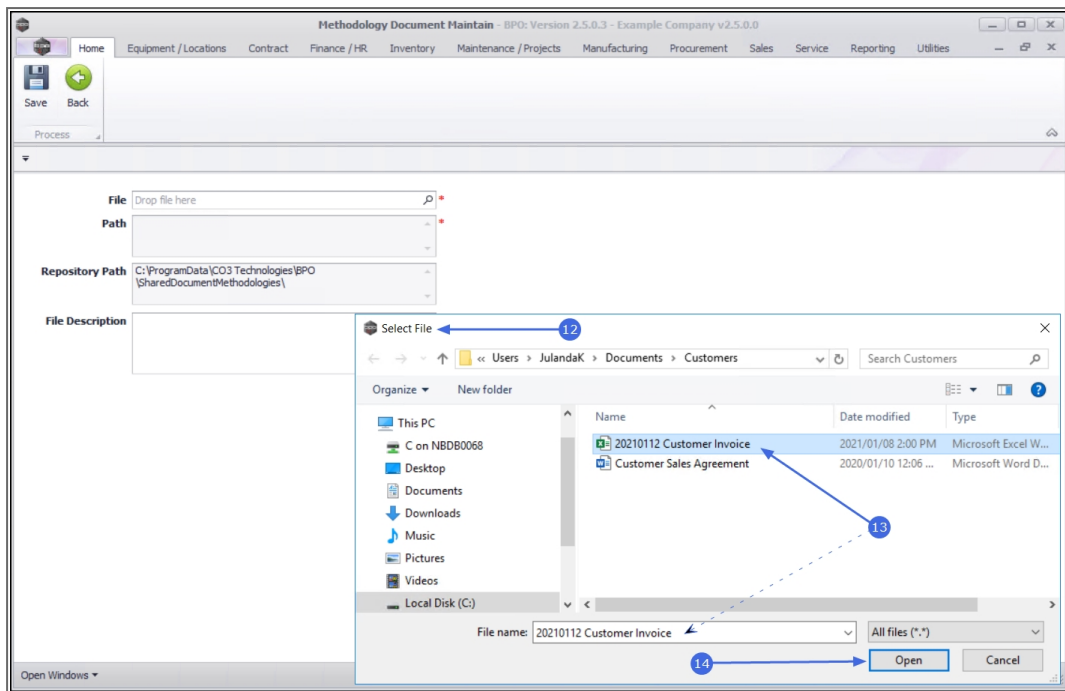 Methodology Document Maintain - BPO: Version 2.5.0.3 - Example Company v2.5.0.0
Home Equipment / Locations Contract Finance / HR Inventory Maintenance / Projects Manufacturing Procurement Sales Service Reporting Utilities
Save Back
Process
File Drop file here *
Path *
Repository Path C:\ProgramData\CO3 Technologies\BPO
\SharedDocumentMethodologies\
File Description
Select File 12
« Users > JulandaK > Documents > Customers Search Customers
Organize New folder
This PC
C on NBDB0068
Desktop
Documents
Downloads
Music
Pictures
Videos
Local Disk (C:)
Name Date modified Type
20210112 Customer Invoice 2021/01/08 2:00 PM Microsoft Excel W...
Customer Sales Agreement 2020/01/10 12:06 ... Microsoft Word D...
13
File name: 20210112 Customer Invoice All files (*.*)
14 Open Cancel
Open Windows